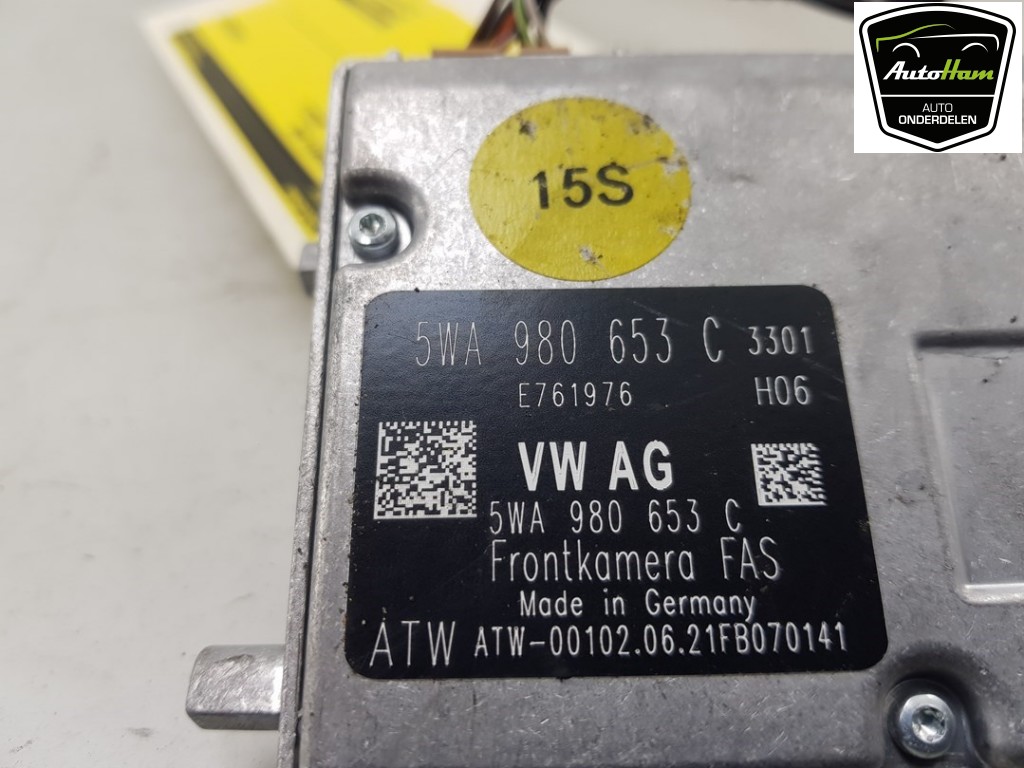 AutoHam
AUTO
ONDERDELEN
15S
5WA 980 653 C 3301
E761976 H06
VW AG
5WA 980 653 C
Frontkamera FAS
Made in Germany
ATW ATW-00102.06.21FB070141